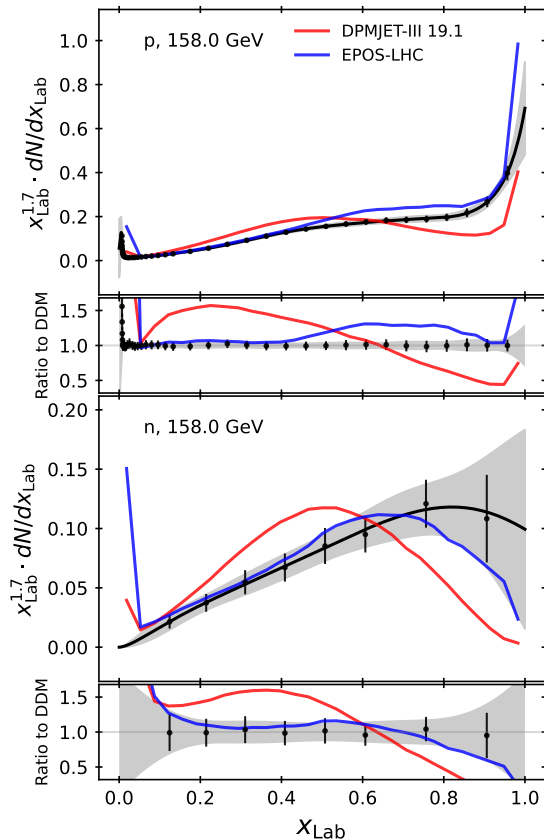 p, 158.0 GeV
DPMJET-III 19.1
EPOS-LHC
x_Lab^1.7 · dN/dx_Lab
1.0
0.8
0.6
0.4
0.2
0.0
Ratio to DDM
1.5
1.0
0.5
n, 158.0 GeV
x_Lab^1.7 · dN/dx_Lab
0.20
0.15
0.10
0.05
0.00
Ratio to DDM
1.5
1.0
0.5
0.0 0.2 0.4 0.6 0.8 1.0
x_Lab